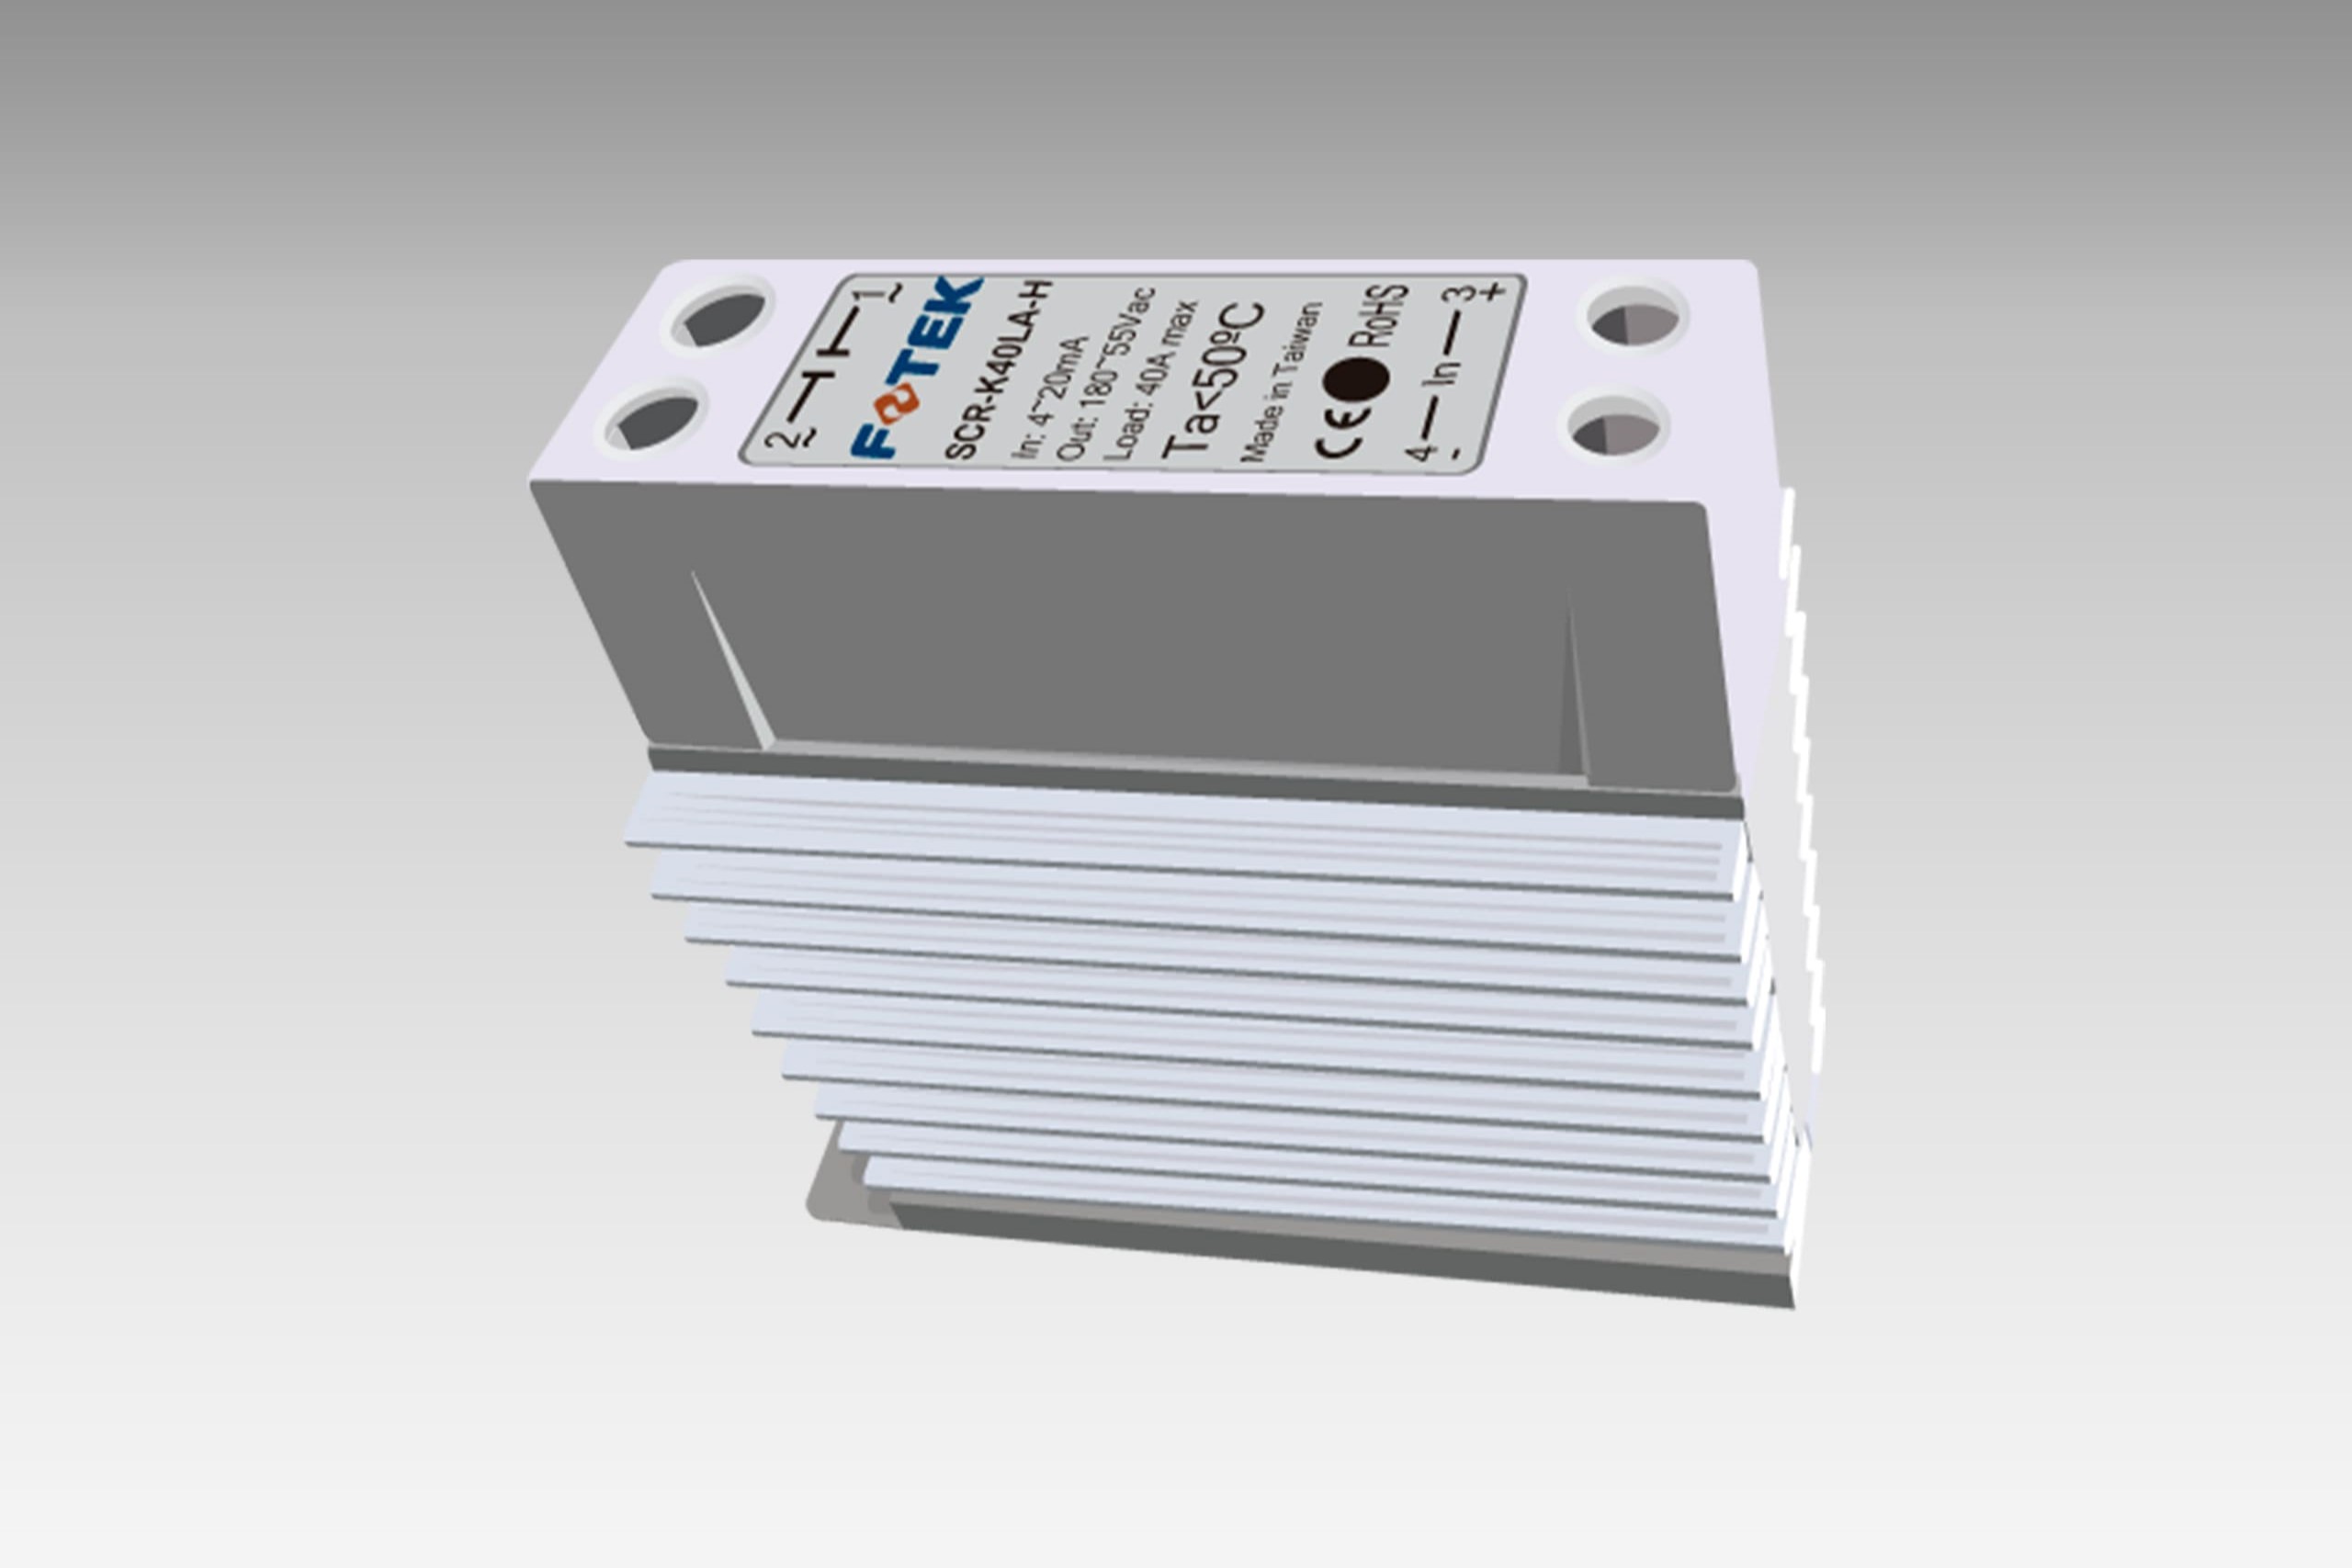 2 1
~ ~
FOTEK
SCR-K40LA-H
In: 4~20mA
Out: 180~55Vac
Load: 40A max
Ta<50ºC
Made in Taiwan
CE RoHS
4 In 3
- +